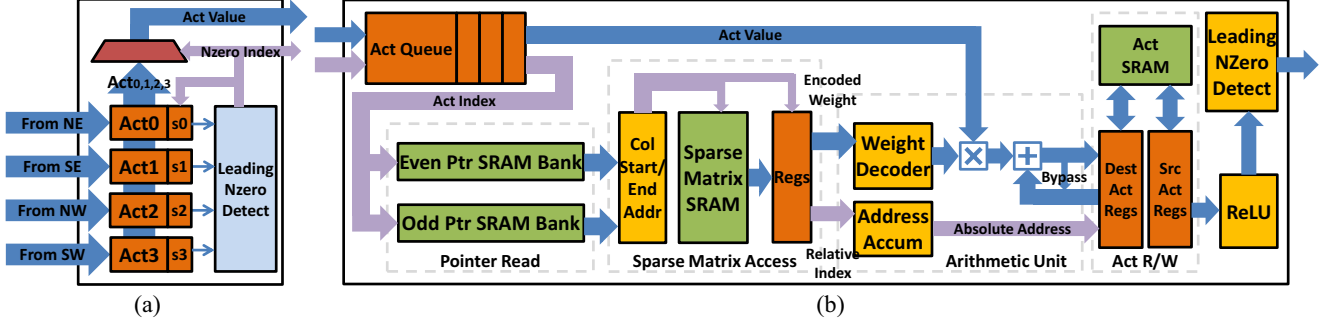 Act Value
Nzero Index
Act0,1,2,3
From NE
Act0
s0
From SE
Act1
s1
From NW
Act2
s2
From SW
Act3
s3
Leading
Nzero
Detect
(a)
Act Queue
Act Value
Act Index
Even Ptr SRAM Bank
Odd Ptr SRAM Bank
Pointer Read
Col
Start/
End
Addr
Sparse
Matrix
SRAM
Regs
Sparse Matrix Access
Encoded
Weight
Relative
Index
Weight
Decoder
Address
Accum
Bypass
Absolute Address
Arithmetic Unit
Act
SRAM
Dest
Act
Regs
Src
Act
Regs
Act R/W
Leading
NZero
Detect
ReLU
(b)